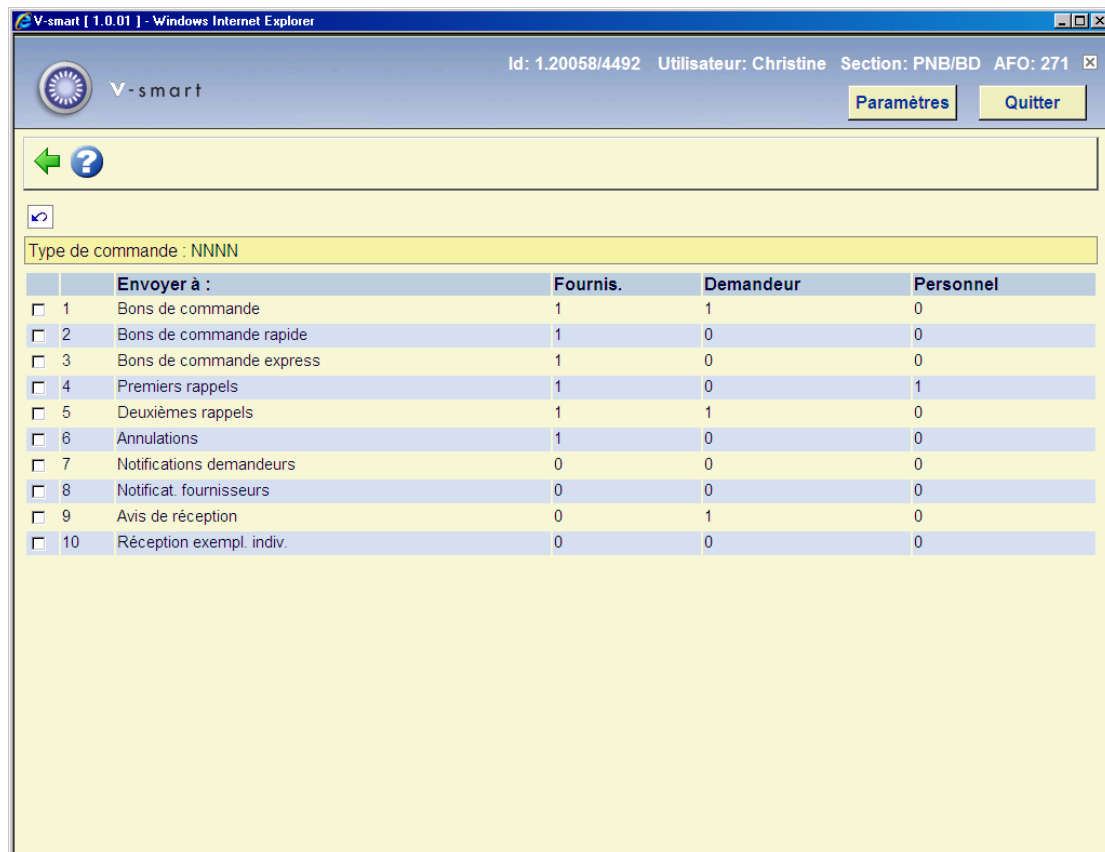 V-smart [ 1.0.01 ] - Windows Internet Explorer
Id: 1.20058/4492 Utilisateur: Christine Section: PNB/BD AFO: 271
V-smart
Paramètres Quitter
Type de commande : NNNN
Envoyer à : Fournis. Demandeur Personnel
1 Bons de commande 1 1 0
2 Bons de commande rapide 1 0 0
3 Bons de commande express 1 0 0
4 Premiers rappels 1 0 1
5 Deuxièmes rappels 1 1 0
6 Annulations 1 0 0
7 Notifications demandeurs 0 0 0
8 Notificat. fournisseurs 0 0 0
9 Avis de réception 0 1 0
10 Réception exempl. indiv. 0 0 0